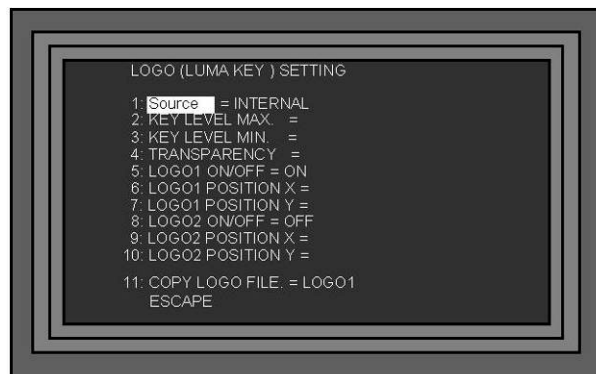 LOGO (LUMA KEY ) SETTING
1: Source = INTERNAL
2: KEY LEVEL MAX. =
3: KEY LEVEL MIN. =
4: TRANSPARENCY =
5: LOGO1 ON/OFF = ON
6: LOGO1 POSITION X =
7: LOGO1 POSITION Y =
8: LOGO2 ON/OFF = OFF
9: LOGO2 POSITION X =
10: LOGO2 POSITION Y =
11: COPY LOGO FILE. = LOGO1
ESCAPE